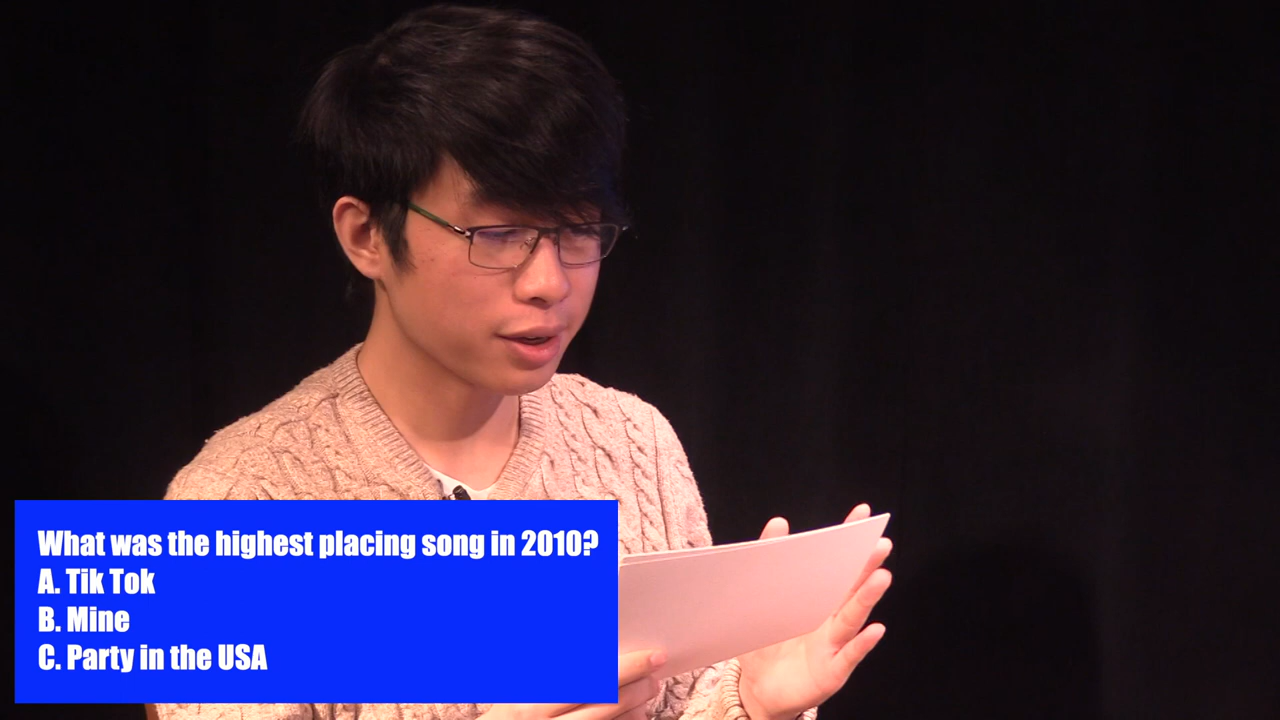 What was the highest placing song in 2010?
A. Tik Tok
B. Mine
C. Party in the USA